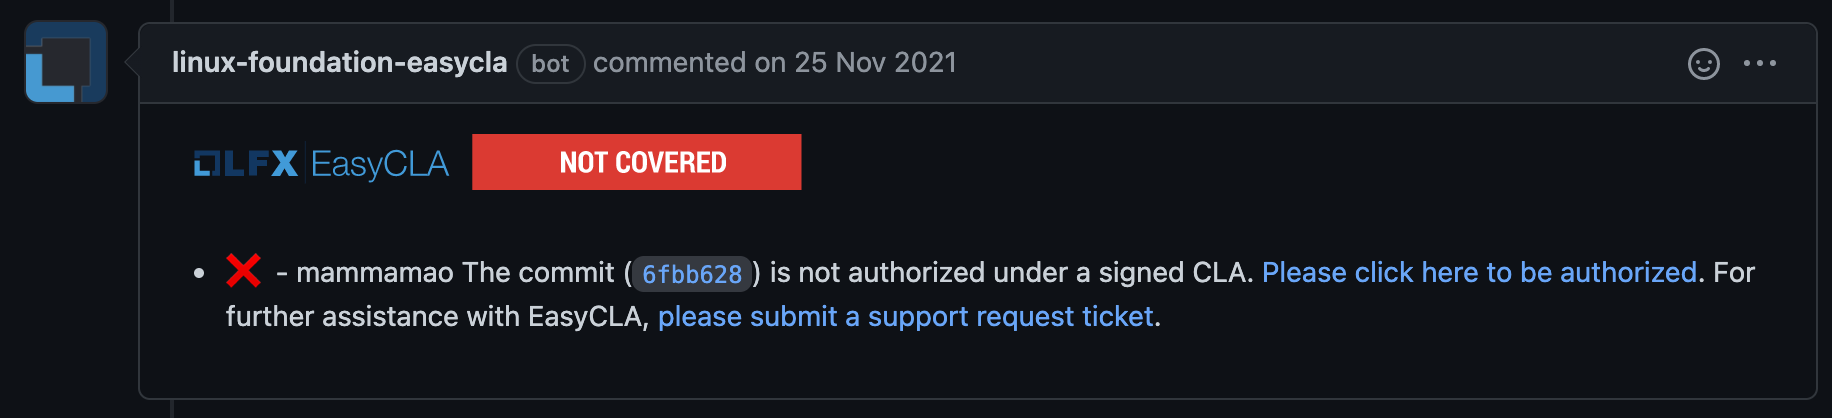 linux-foundation-easycla bot commented on 25 Nov 2021
LFX EasyCLA NOT COVERED
- mammamao The commit (6fbb628) is not authorized under a signed CLA. Please click here to be authorized. For
further assistance with EasyCLA, please submit a support request ticket.